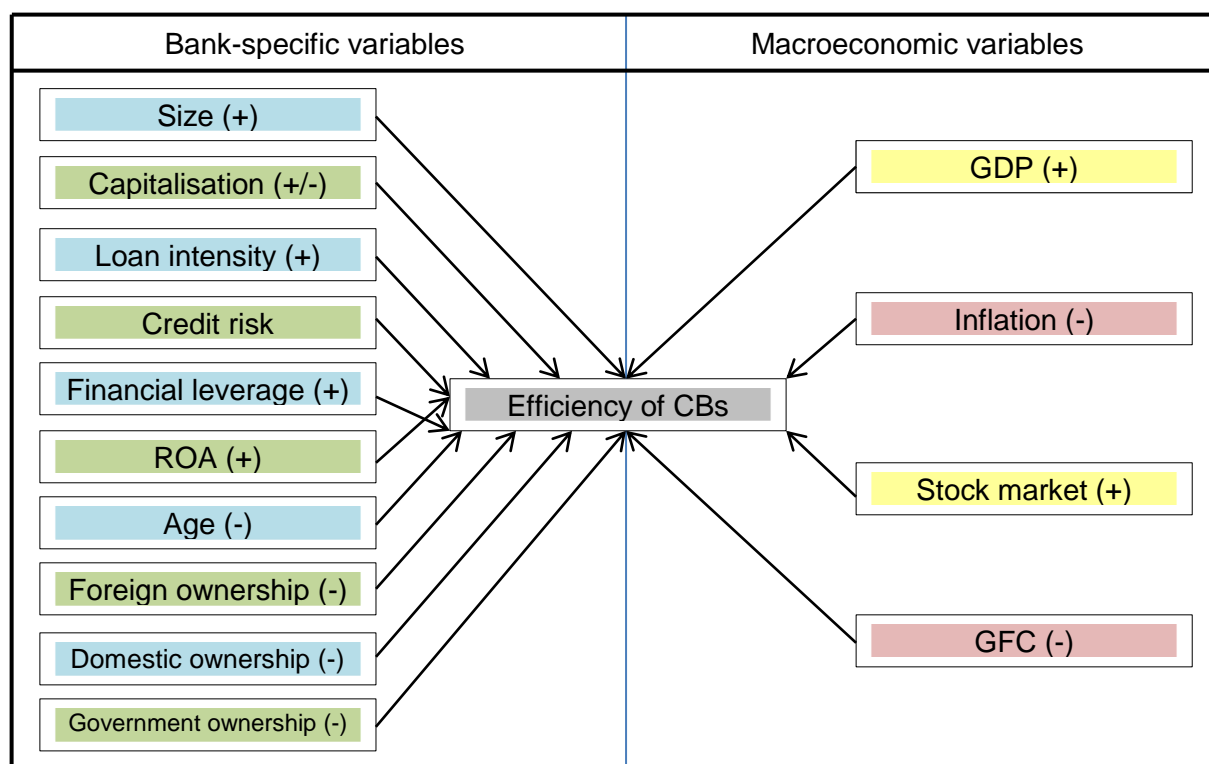 Bank-specific variables
Macroeconomic variables
Size (+)
Capitalisation (+/-)
Loan intensity (+)
Credit risk
Financial leverage (+)
ROA (+)
Age (-)
Foreign ownership (-)
Domestic ownership (-)
Government ownership (-)
Efficiency of CBs
GDP (+)
Inflation (-)
Stock market (+)
GFC (-)